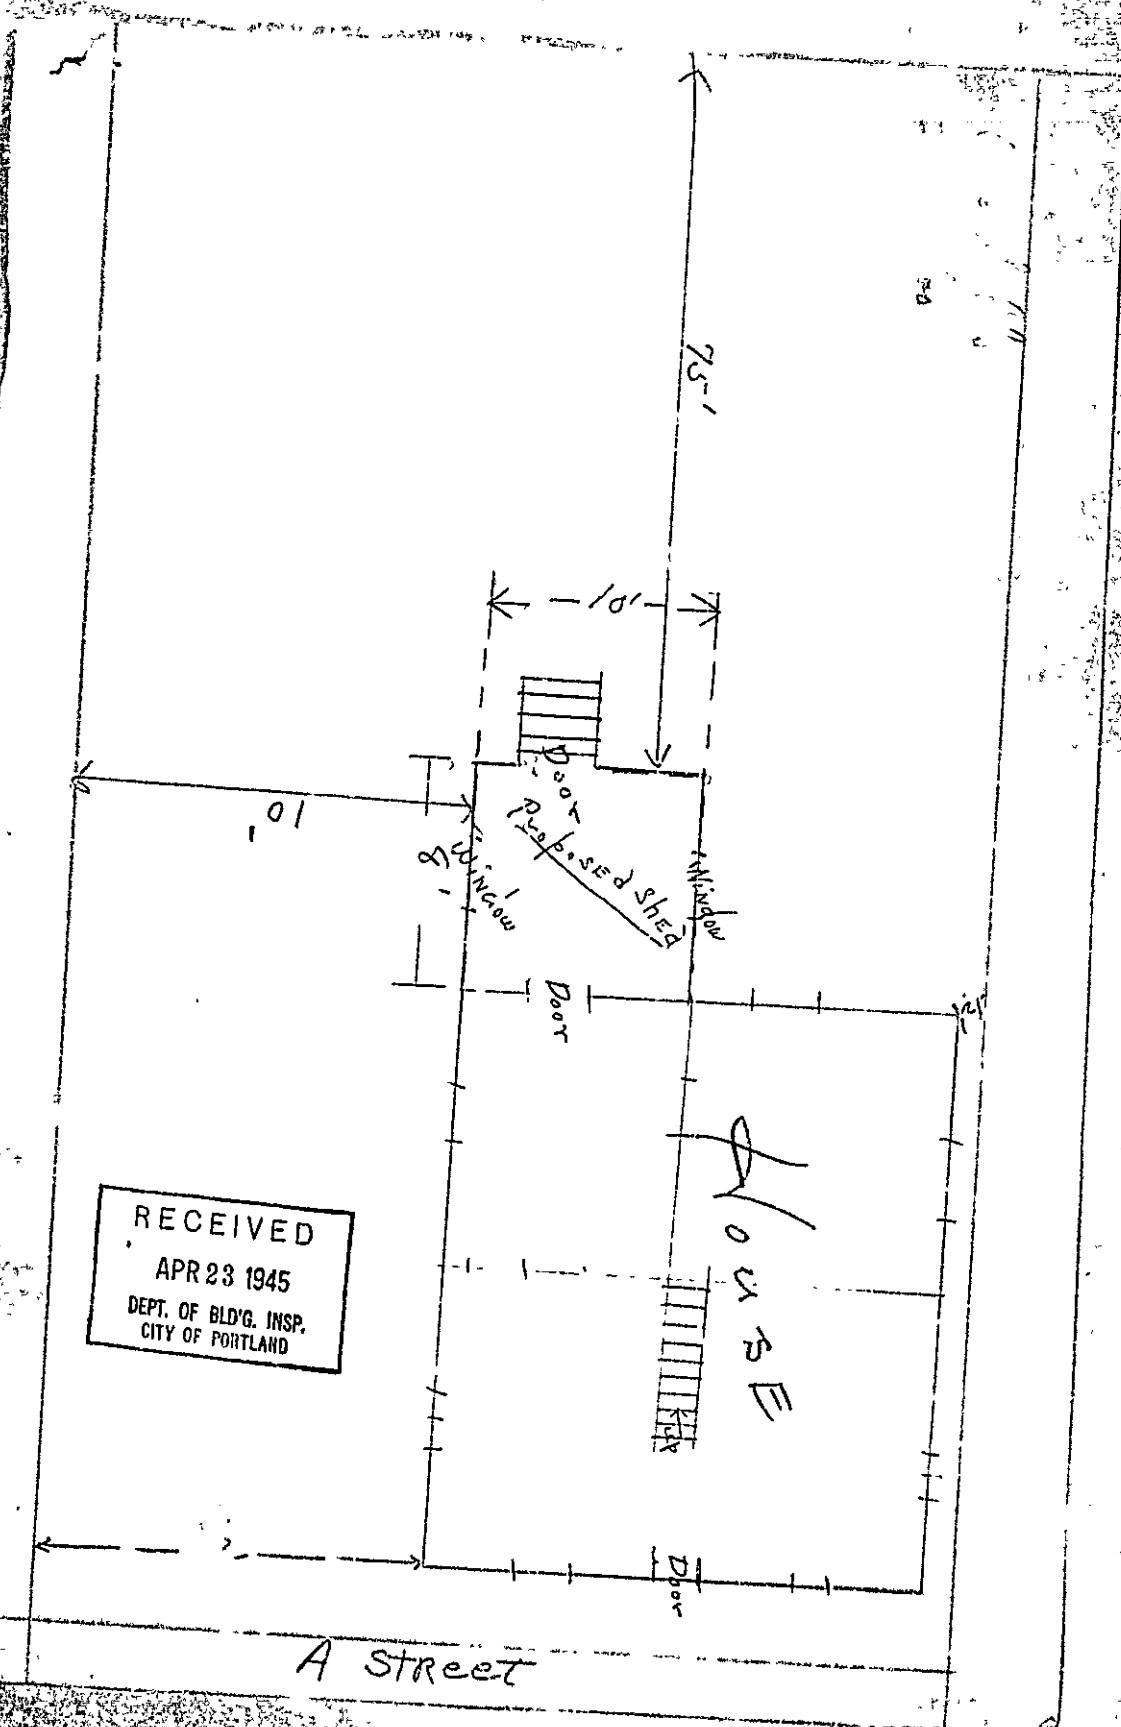 75'
10'
Door
Proposed Shed
Window
Window
10'
8'
Door
House
up
Door
RECEIVED
APR 23 1945
DEPT. OF BLD'G. INSP.
CITY OF PORTLAND
A STREET